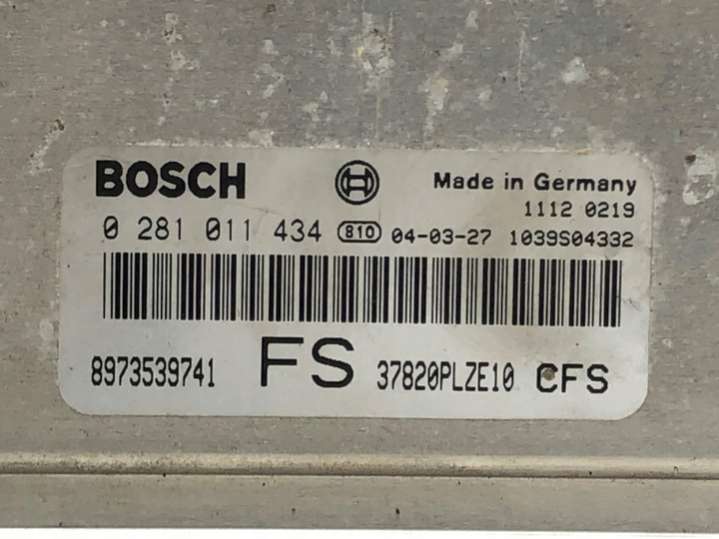 BOSCH Made in Germany
1112 0219
0 281 011 434 810 04-03-27 1039S04332
8973539741 FS 37820PLZE10 CFS